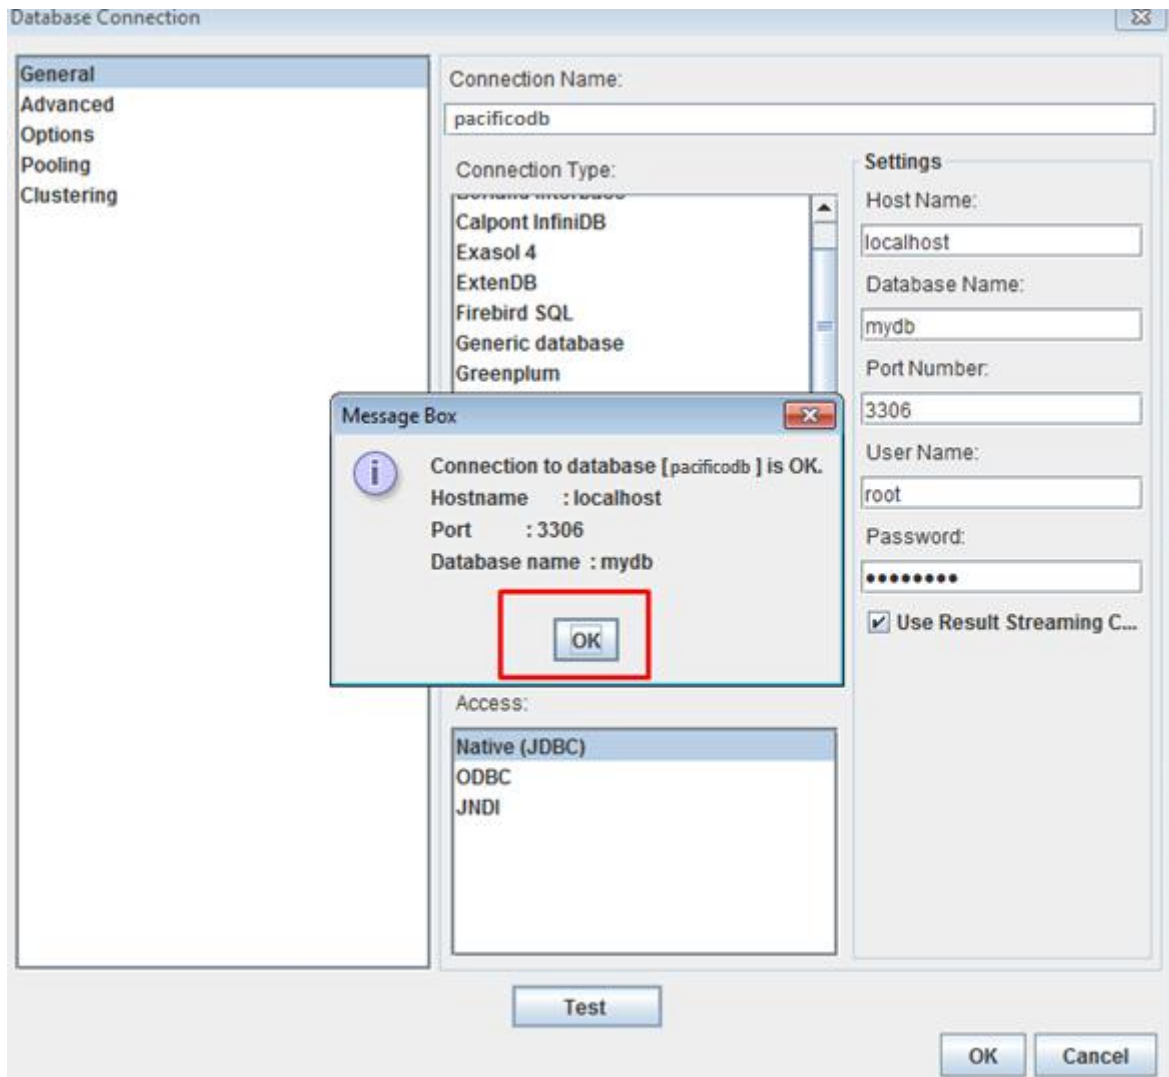 Database Connection
General
Advanced
Options
Pooling
Clustering
Connection Name:
pacificodb
Connection Type:
Calpont InfiniDB
Exasol 4
ExtenDB
Firebird SQL
Generic database
Greenplum
Settings
Host Name:
localhost
Database Name:
mydb
Port Number:
3306
User Name:
root
Password:
••••••••
Use Result Streaming C...
Message Box
Connection to database [pacificodb ] is OK.
Hostname : localhost
Port : 3306
Database name : mydb
OK
Access:
Native (JDBC)
ODBC
JNDI
Test
OK Cancel